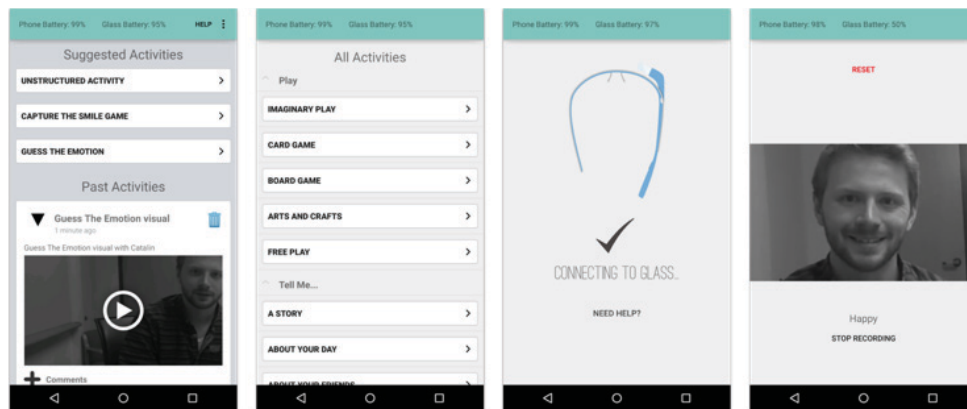 Phone Battery: 99% Glass Battery: 95% HELP
Suggested Activities
UNSTRUCTURED ACTIVITY
CAPTURE THE SMILE GAME
GUESS THE EMOTION
Past Activities
Guess The Emotion visual
1 minute ago
Guess The Emotion visual with Catalin
Comments
Phone Battery: 99% Glass Battery: 95%
All Activities
Play
IMAGINARY PLAY
CARD GAME
BOARD GAME
ARTS AND CRAFTS
FREE PLAY
Tell Me...
A STORY
ABOUT YOUR DAY
ABOUT YOUR FRIENDS
Phone Battery: 99% Glass Battery: 97%
CONNECTING TO GLASS...
NEED HELP?
Phone Battery: 98% Glass Battery: 50%
RESET
Happy
STOP RECORDING